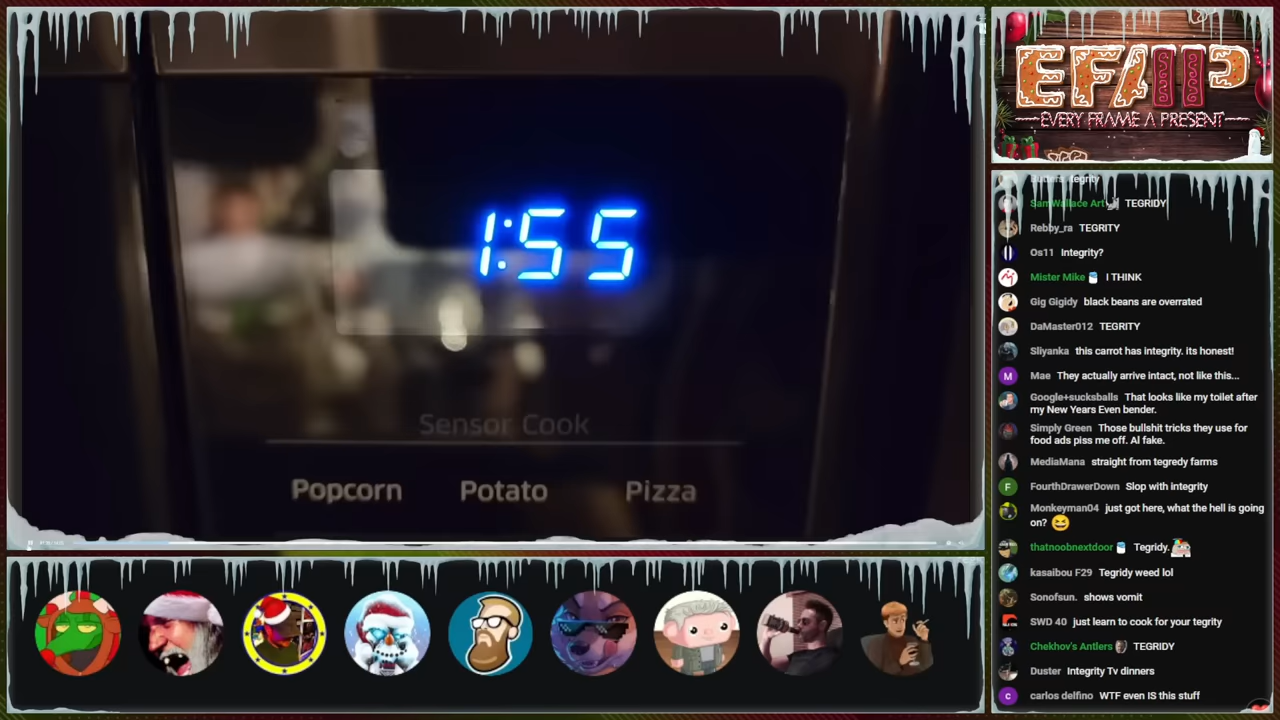 1:55
Sensor Cook
Popcorn Potato Pizza
EFAP
EVERY FRAME A PRESENT
tegrity
SamWallace Art TEGRIDY
Rebby_ra TEGRITY
Os11 Integrity?
Mister Mike I THINK
Gig Gigidy black beans are overrated
DaMaster012 TEGRITY
Sliyanka this carrot has integrity. its honest!
M Mae They actually arrive intact, not like this...
Google+sucksballs That looks like my toilet after
my New Years Even bender.
Simply Green Those bullshit tricks they use for
food ads piss me off. Al fake.
MediaMana straight from tegredy farms
F FourthDrawerDown Slop with integrity
Monkeyman04 just got here, what the hell is going
on?
thatnoobnextdoor Tegridy.
kasaibou F29 Tegridy weed lol
Sonofsun. shows vomit
SWD 40 just learn to cook for your tegrity
Chekhov's Antlers TEGRIDY
Duster Integrity Tv dinners
c carlos delfino WTF even IS this stuff